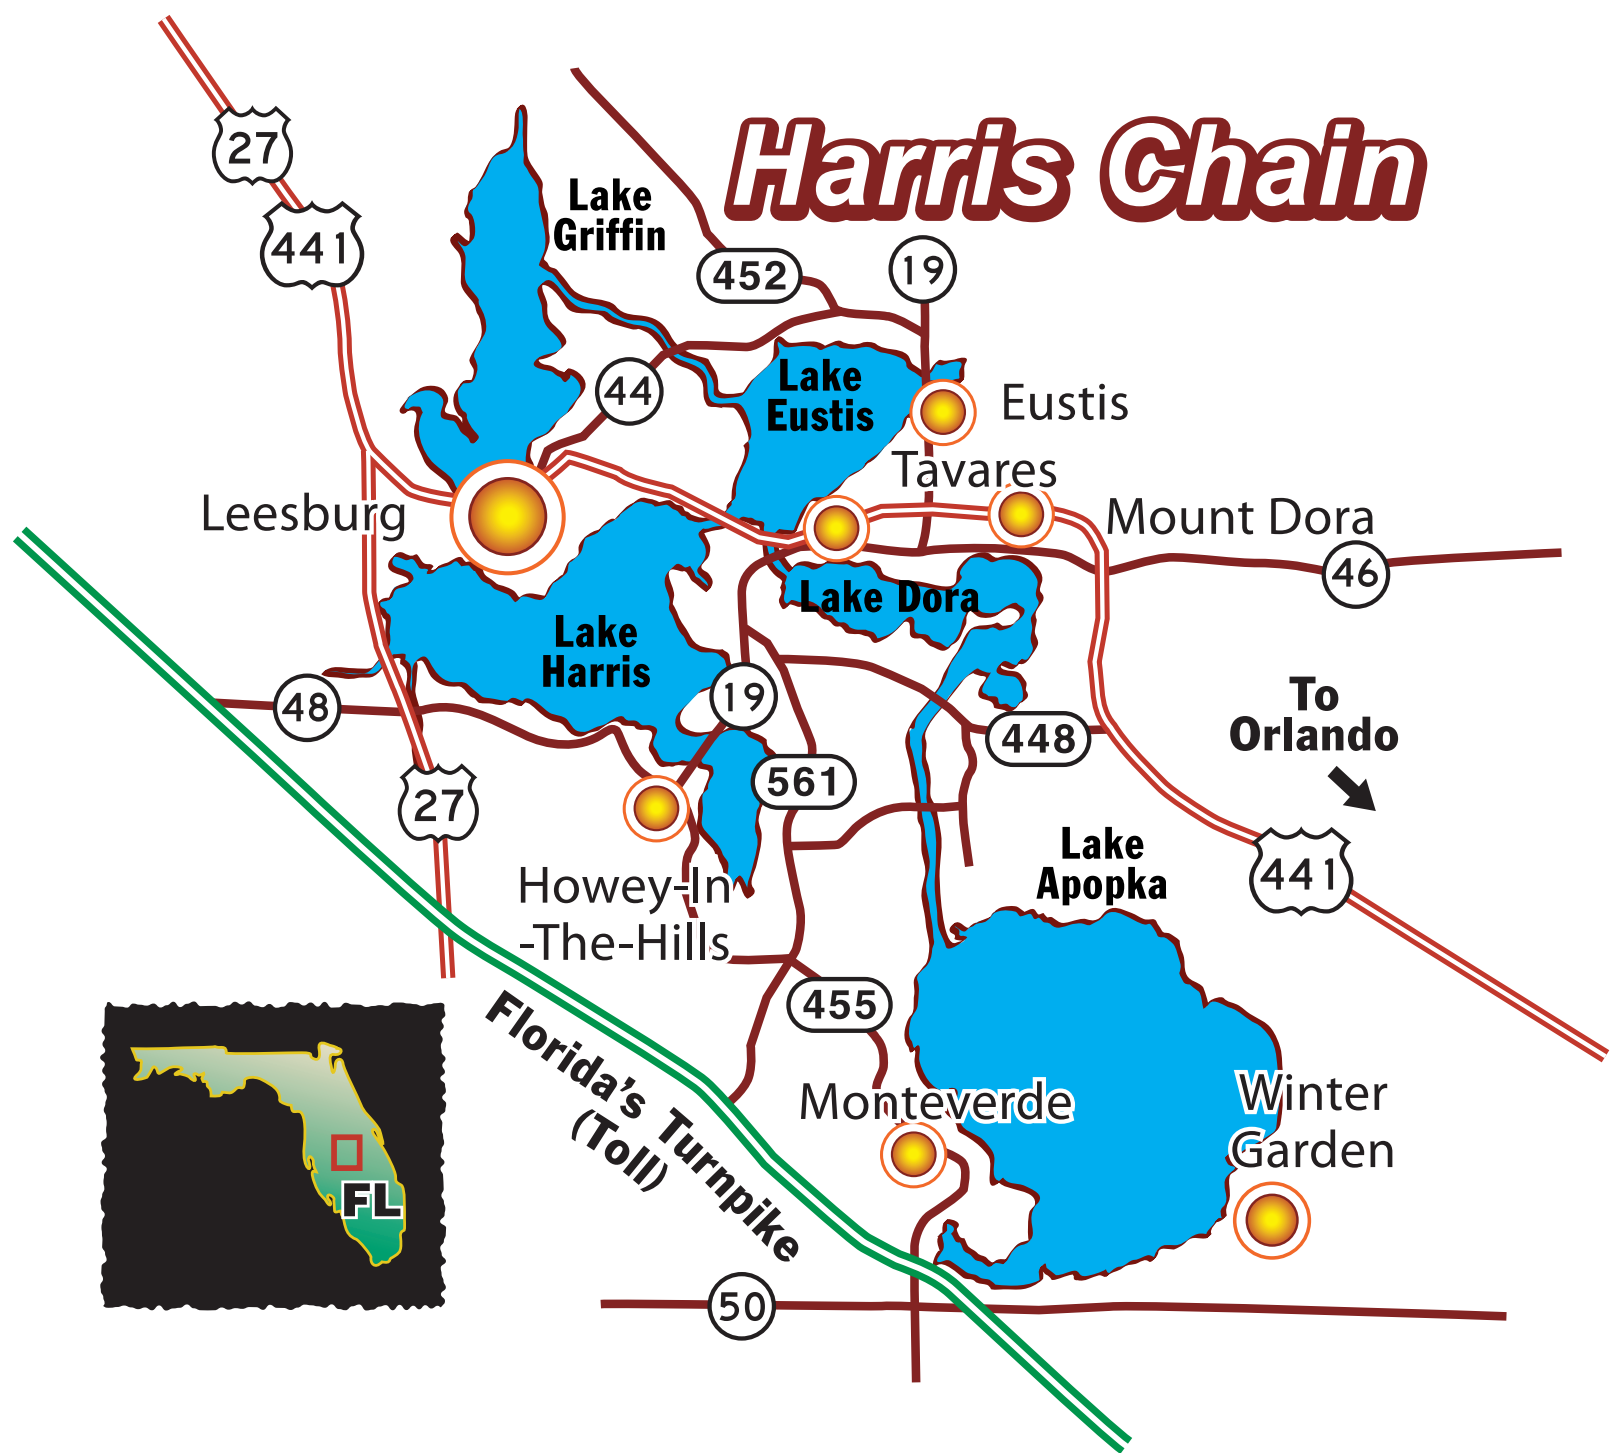 Harris Chain
27
441
Lake
Griffin
452
19
44
Lake
Eustis
Eustis
Tavares
Leesburg
Mount Dora
46
Lake Dora
Lake
Harris
48
19
448
To
Orlando
27
561
441
Lake
Apopka
Howey-In
-The-Hills
455
Florida's Turnpike
(Toll)
Monteverde
Winter
Garden
FL
50